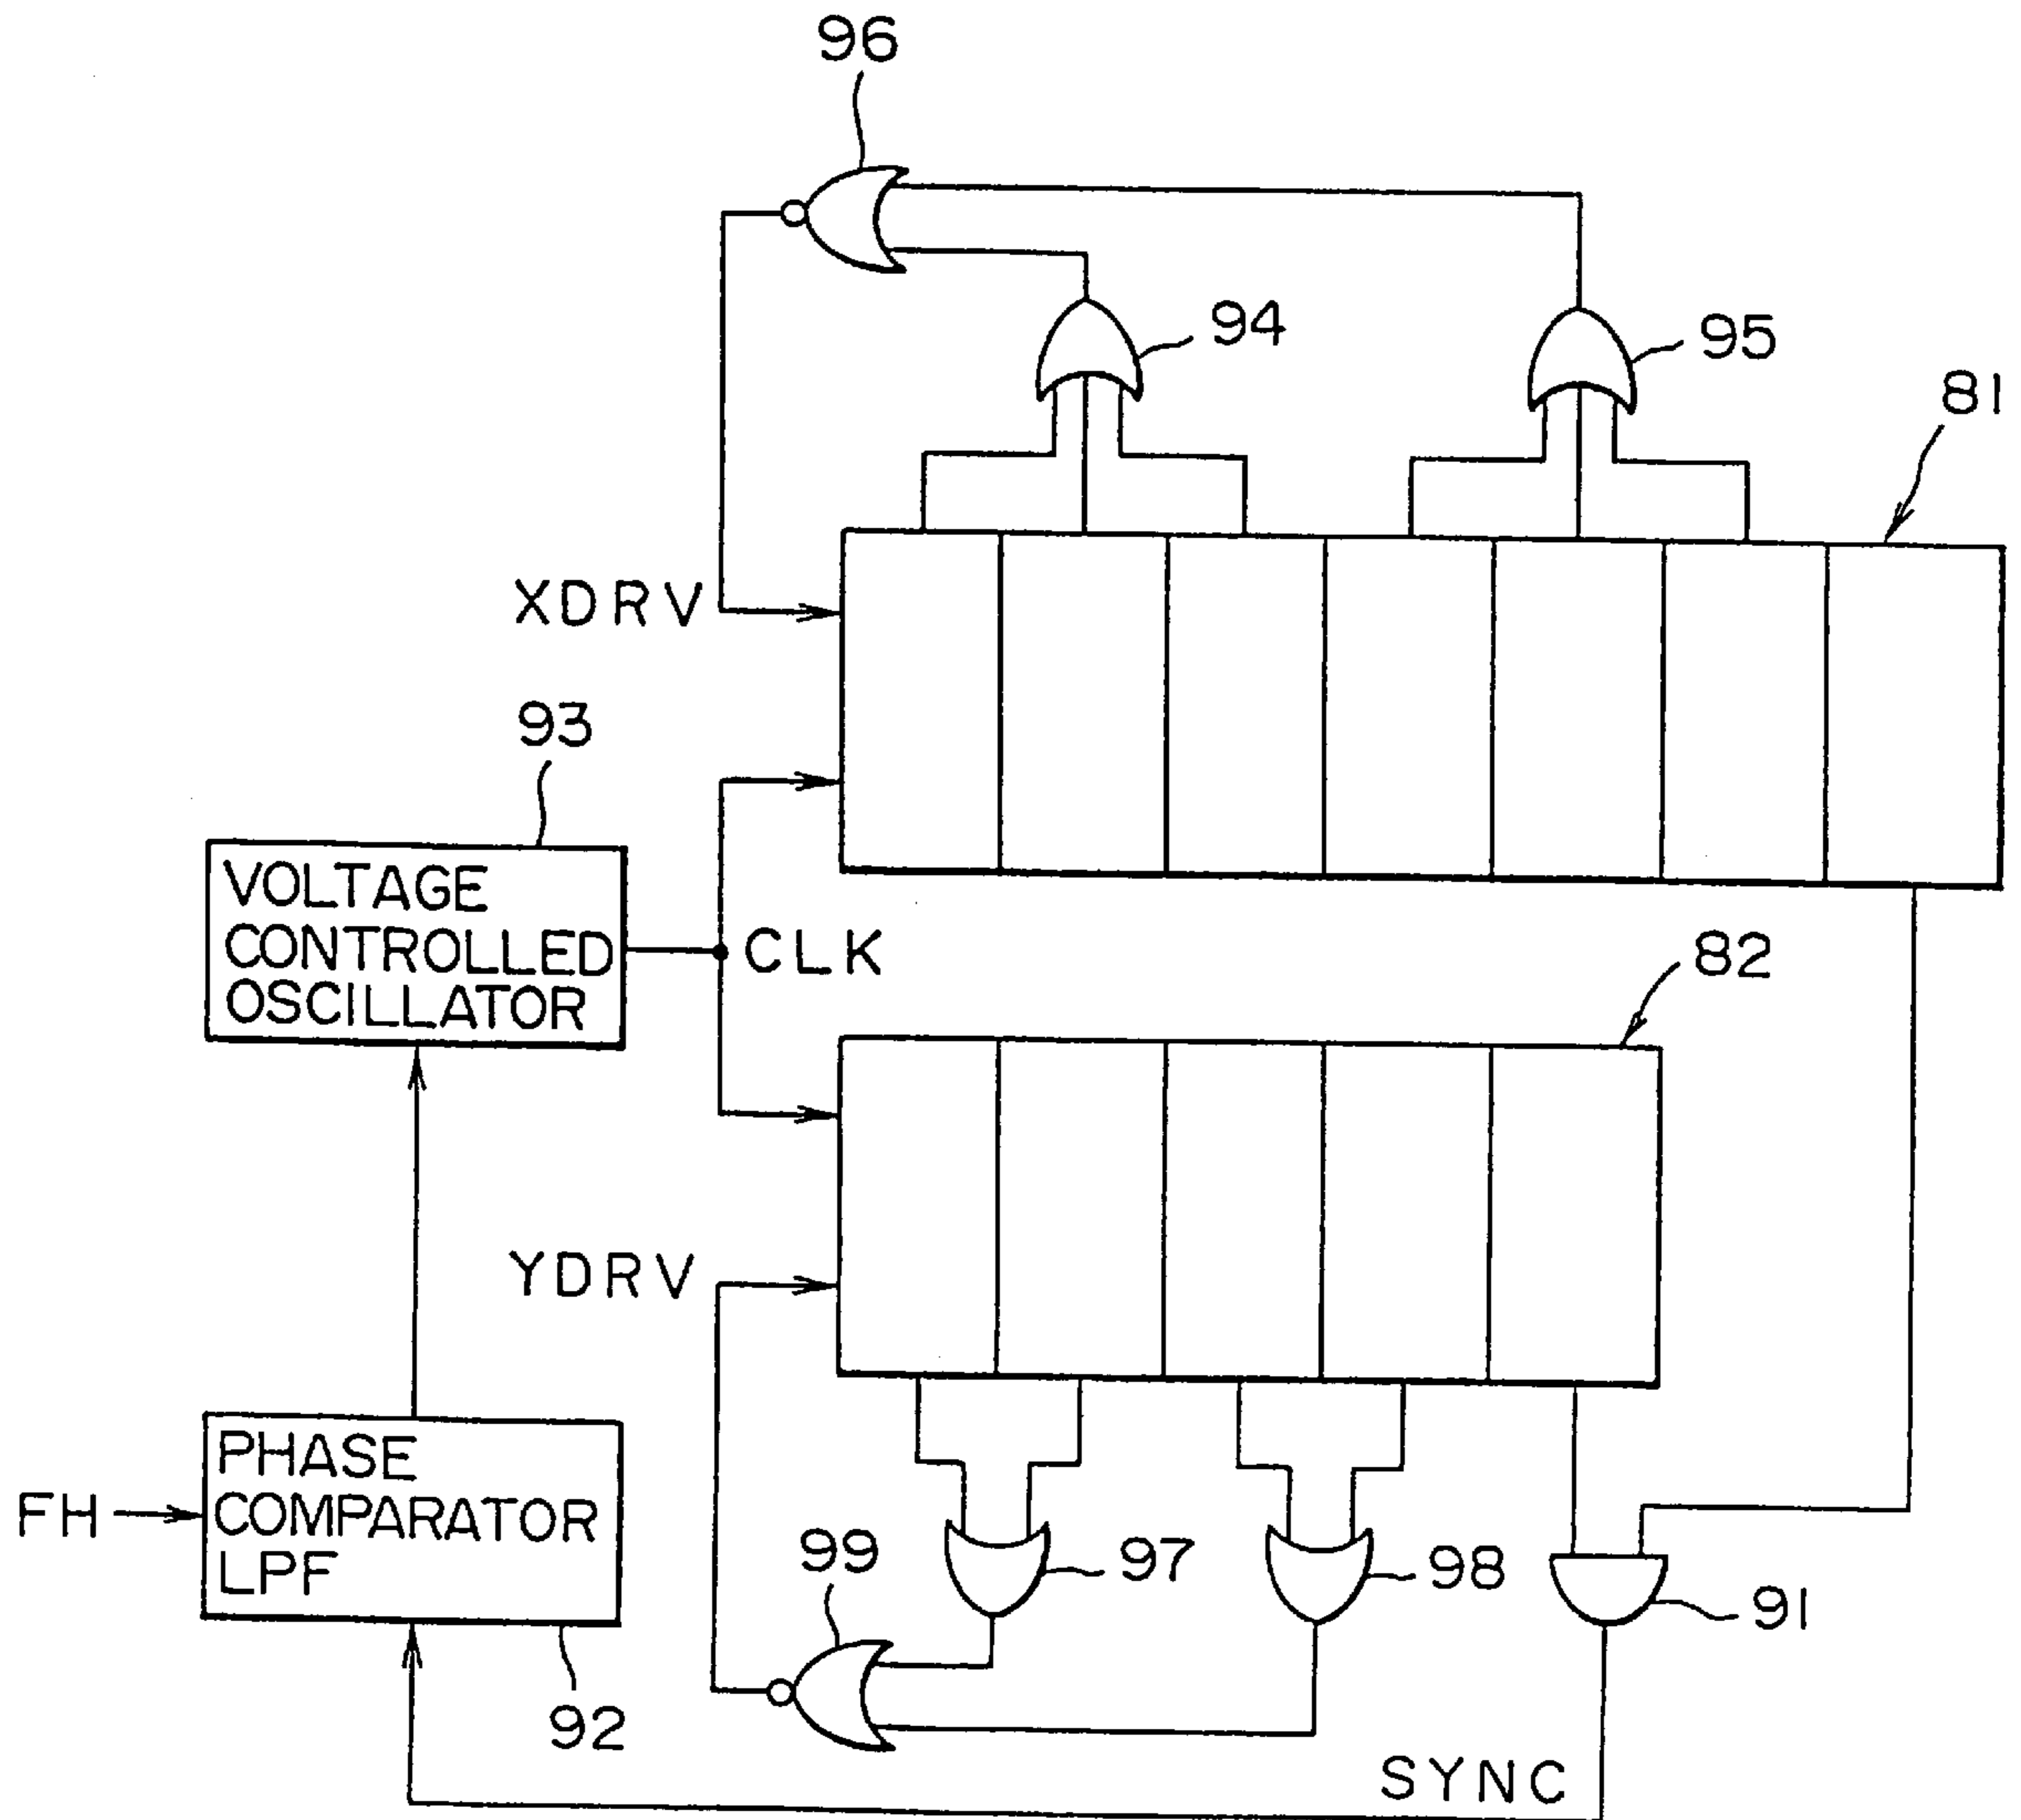 96
94
95
81
XDRV
93
VOLTAGE
CONTROLLED
OSCILLATOR
CLK
82
YDRV
PHASE
COMPARATOR
LPF
FH
99
97
98
91
92
SYNC